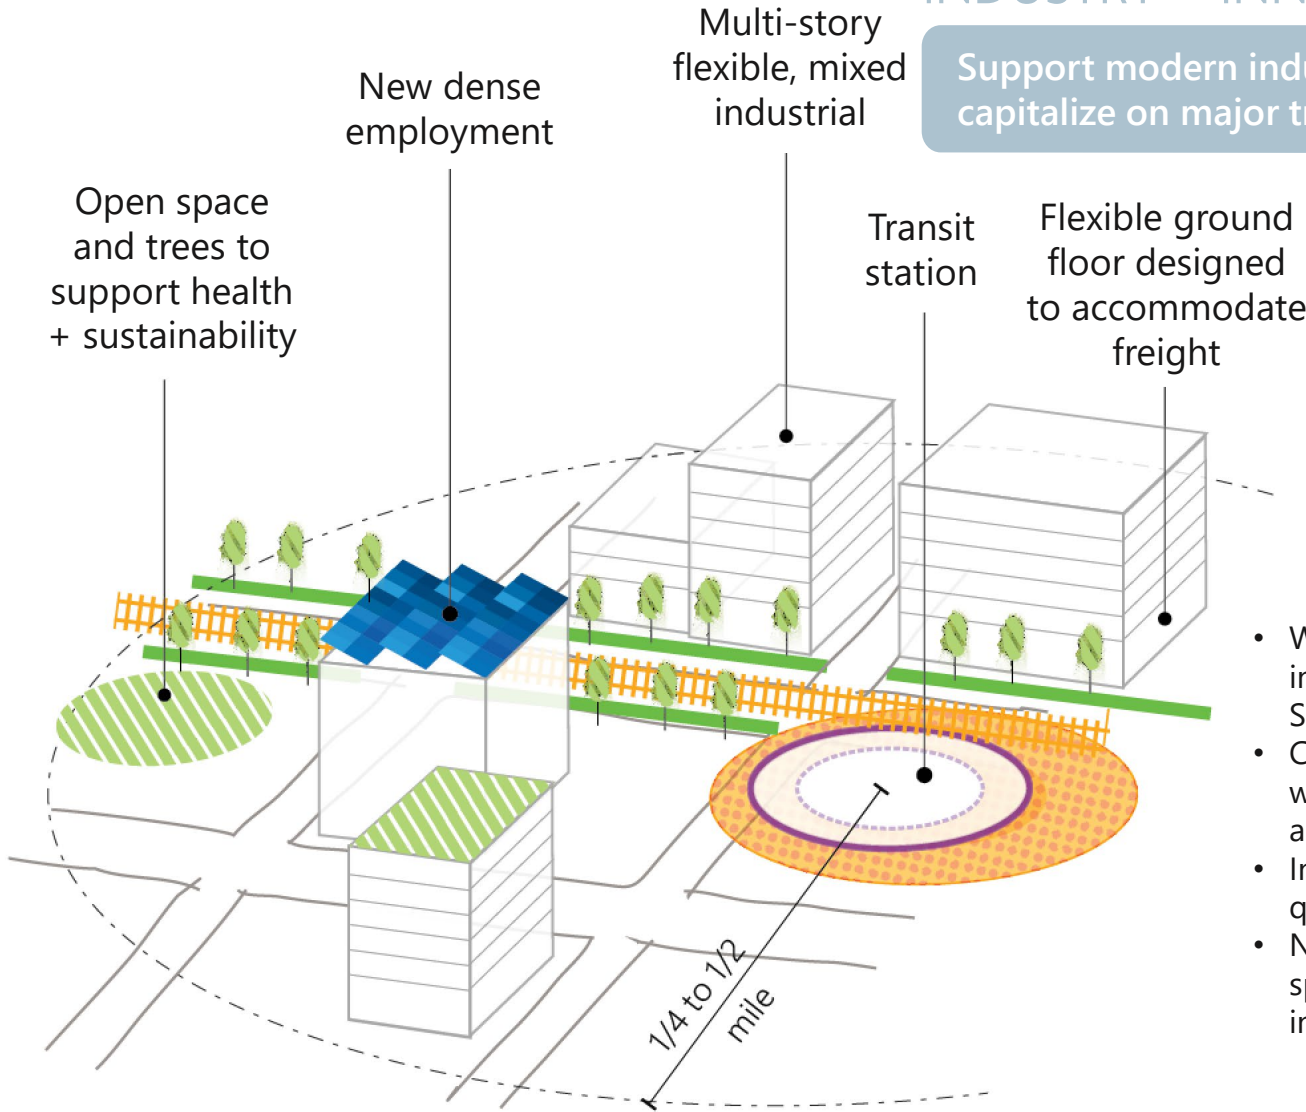 Support modern
capitalize on major
Multi-story
flexible, mixed
industrial
New dense
employment
Open space
and trees to
support health
+ sustainability
Transit
station
Flexible ground
floor designed
to accommodate
freight
1/4 to 1/2
mile